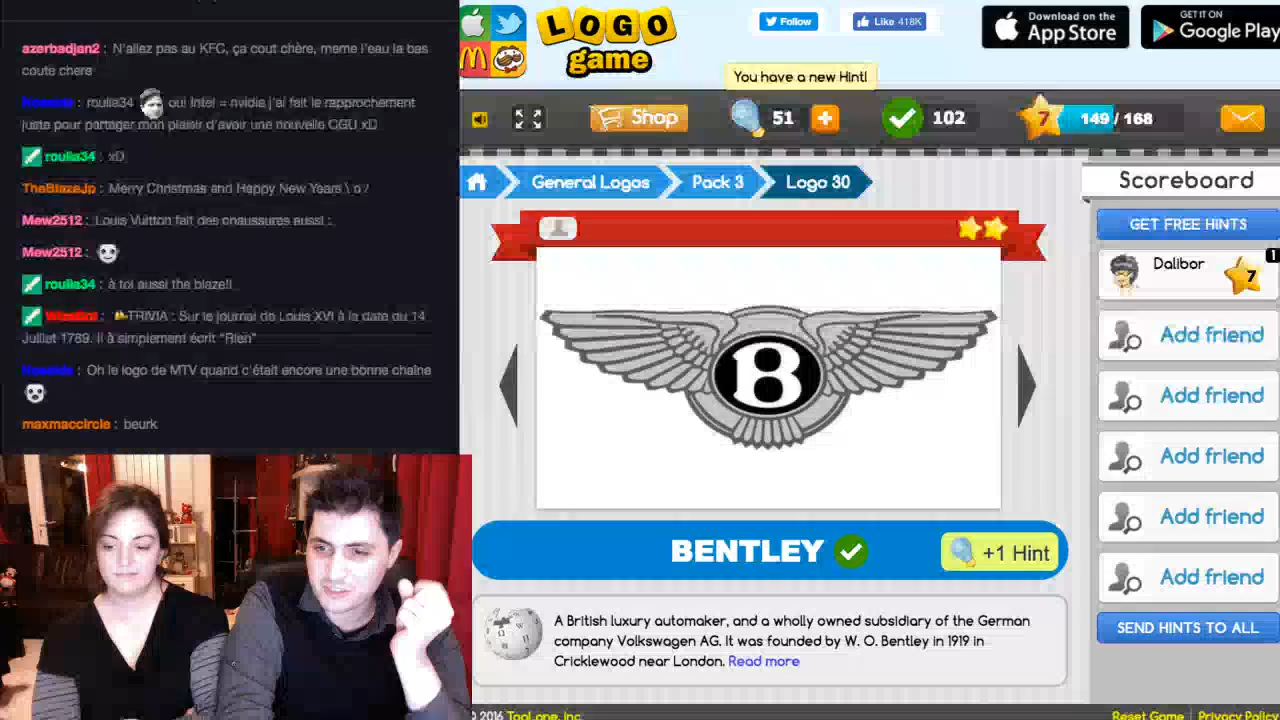 azerbadjan2 : N'allez pas au KFC, ça cout chère, meme l'eau la bas
coute chere
roulia34 oui Intel = nvidia j'ai fait le rapprochement
juste pour partager mon plaisir d'avoir une nouvelle CGU xD
roulia34 : xD
TheBlazeJp : Merry Christmas and Happy New Years \ o /
Mew2512 : Louis Vuitton fait des chaussures aussi :
Mew2512 :
roulia34 : à toi aussi the blaze!!
TRIVIA : Sur le journal de Louis XVI à la date du 14
Juillet 1789. Il à simplement écrit "Rien"
Oh le logo de MTV quand c'était encore une bonne chaîne
maxmaccircle : beurk
LOGO
game
Follow
Like 418K
Download on the
App Store
GET IT ON
Google Play
You have a new Hint!
Shop
51
102
7
149 / 168
General Logos
Pack 3
Logo 30
B
BENTLEY
+1 Hint
A British luxury automaker, and a wholly owned subsidiary of the German
company Volkswagen AG. It was founded by W. O. Bentley in 1919 in
Cricklewood near London. Read more
Scoreboard
GET FREE HINTS
1
Dalibor
7
Add friend
Add friend
Add friend
Add friend
Add friend
SEND HINTS TO ALL
© 2016 TooLone, Inc.
Reset Game
Privacy Policy